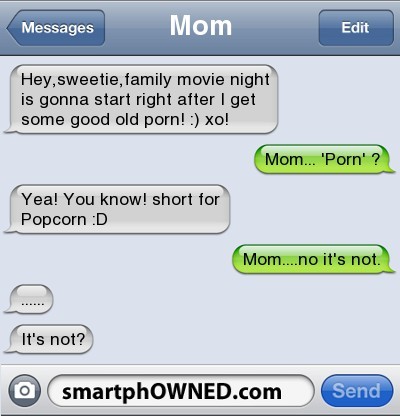 Messages
Mom
Edit
Hey,sweetie,family movie night
is gonna start right after I get
some good old porn! :) xo!
Mom... 'Porn' ?
Yea! You know! short for
Popcorn :D
Mom....no it's not.
......
It's not?
smartphOWNED.com
Send